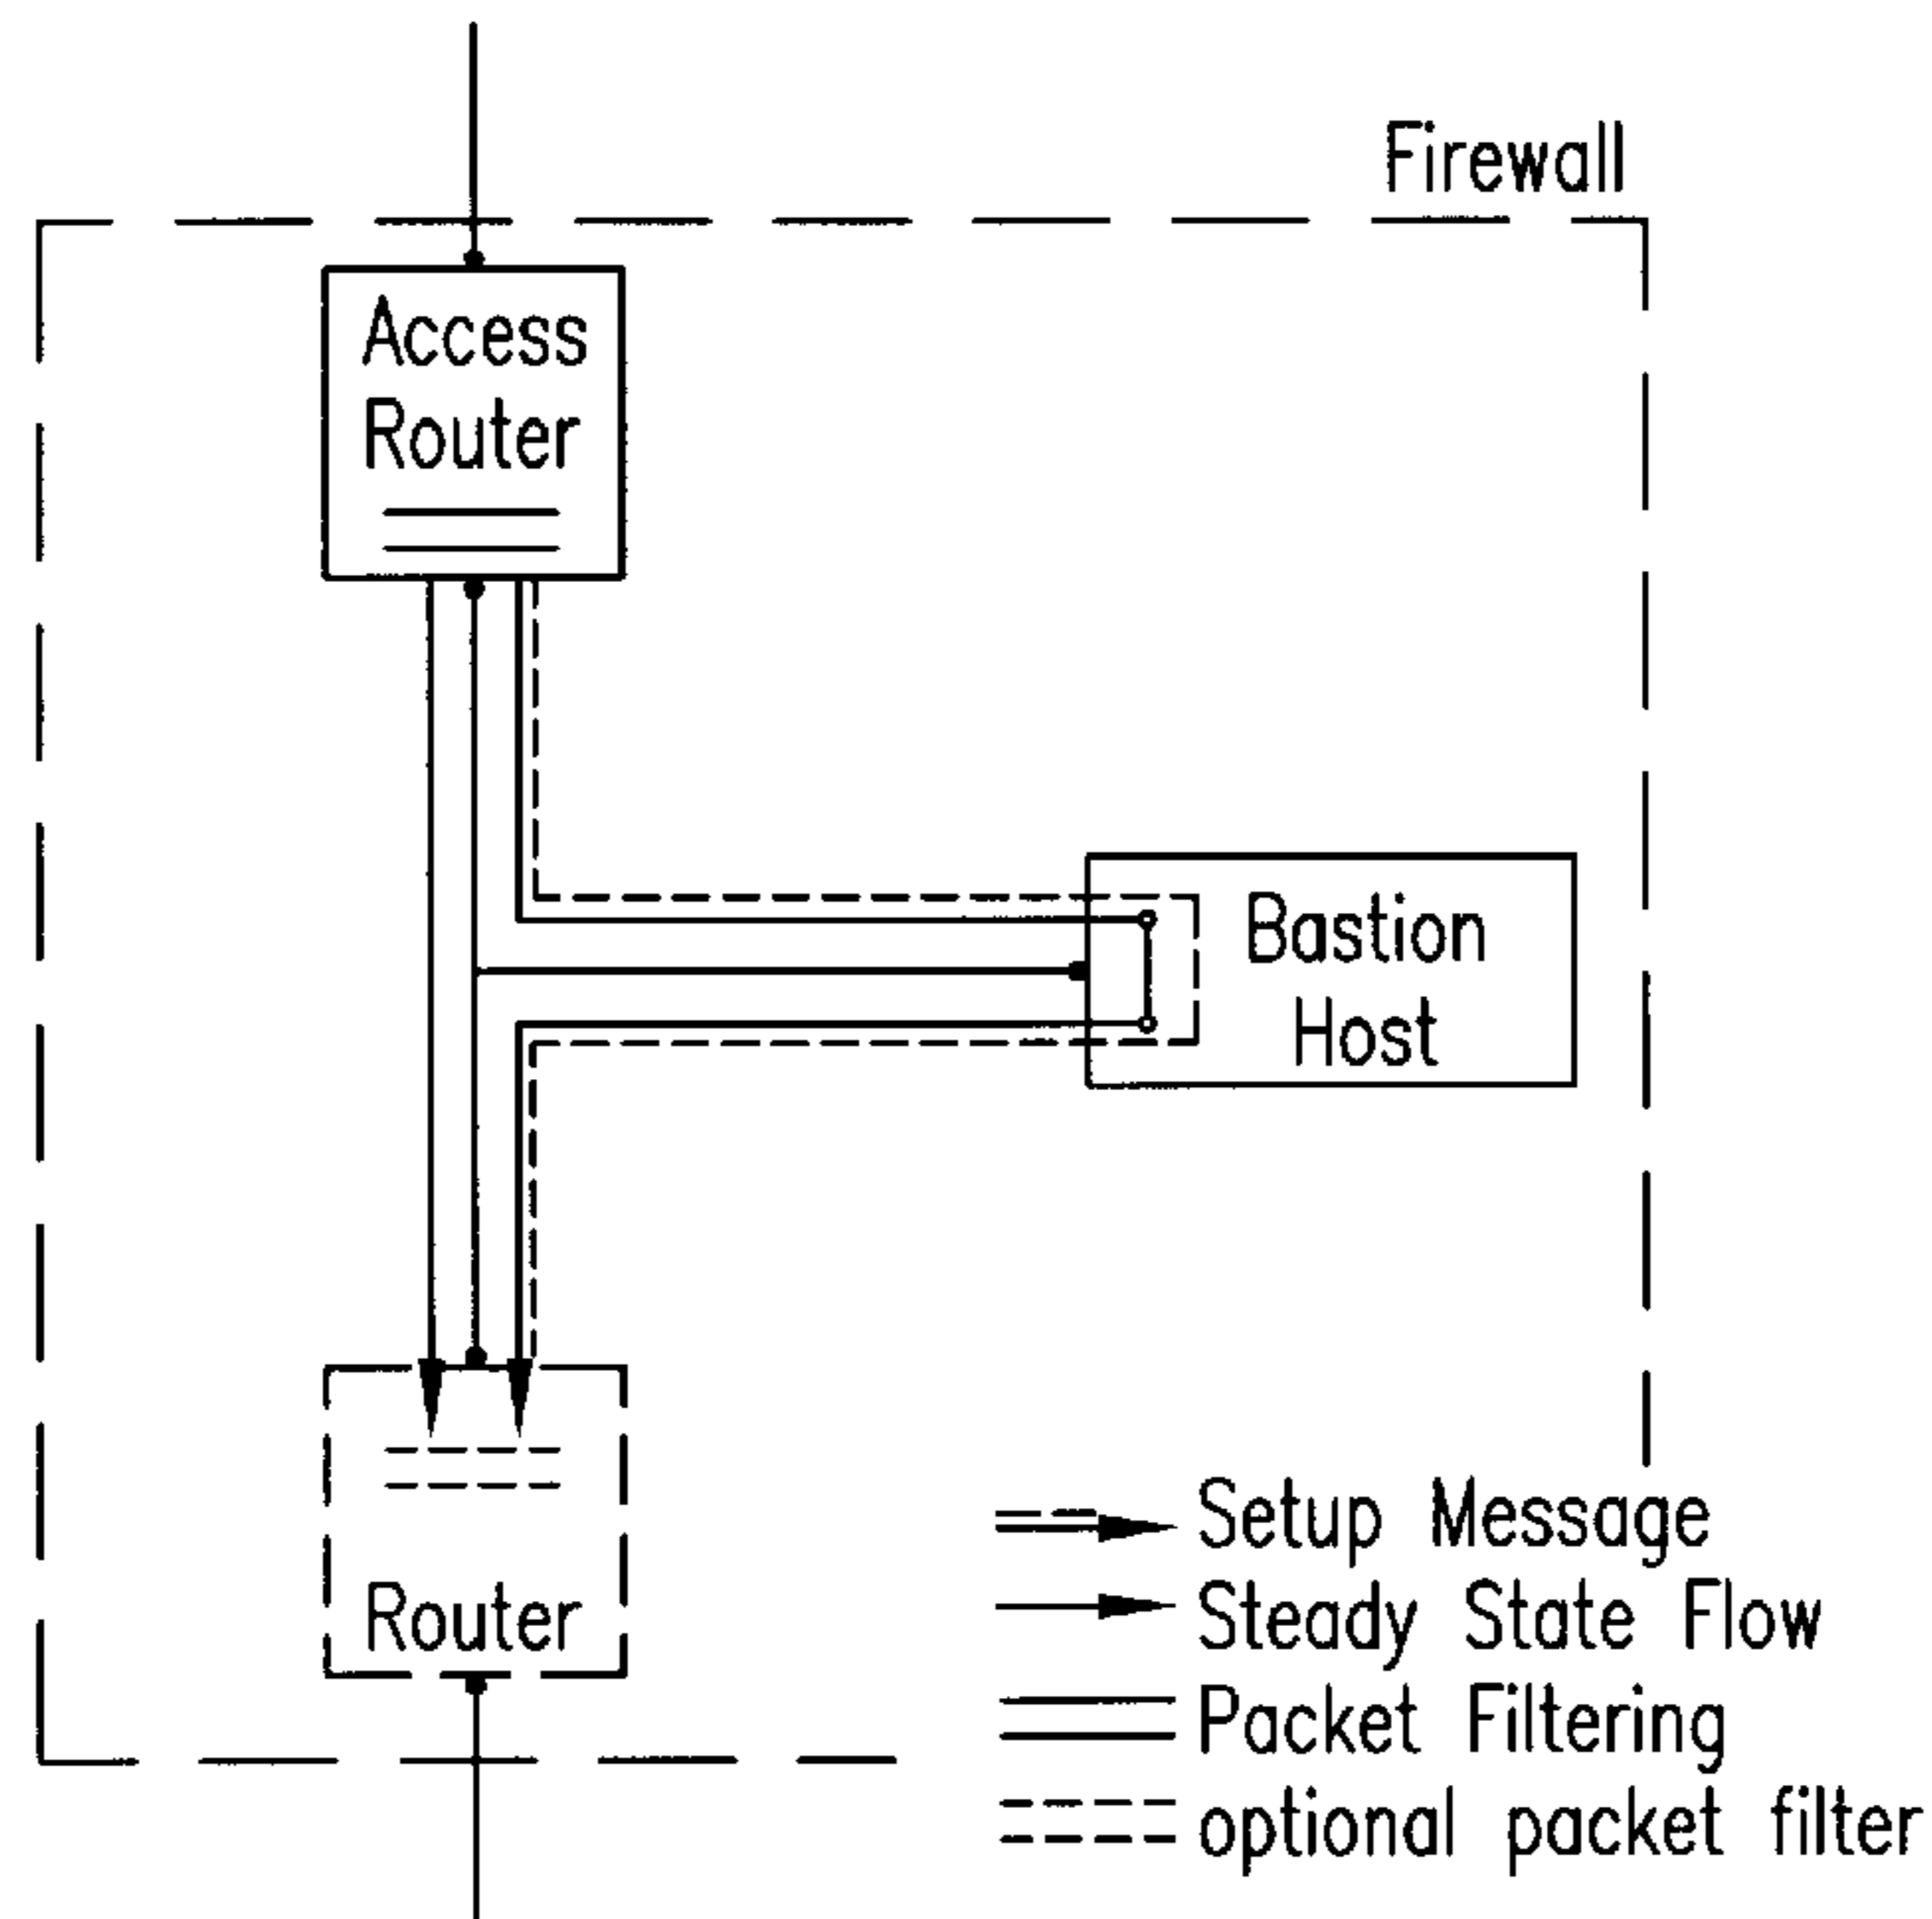 Firewall
Access
Router
Bastion
Host
Router
Setup Message
Steady State Flow
Packet Filtering
optional packet filter